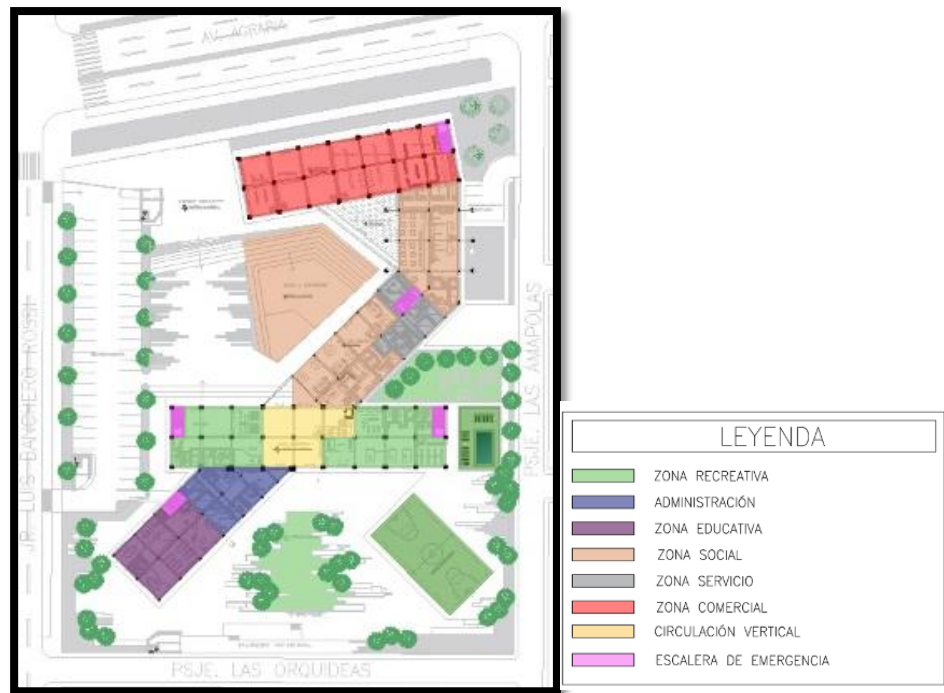 AV. AGRARIA
JR. LUIS BANCHERO ROSSI
PSJE. LAS AMAPOLAS
PSJE. LAS ORQUIDEAS
LEYENDA
ZONA RECREATIVA
ADMINISTRACIÓN
ZONA EDUCATIVA
ZONA SOCIAL
ZONA SERVICIO
ZONA COMERCIAL
CIRCULACIÓN VERTICAL
ESCALERA DE EMERGENCIA